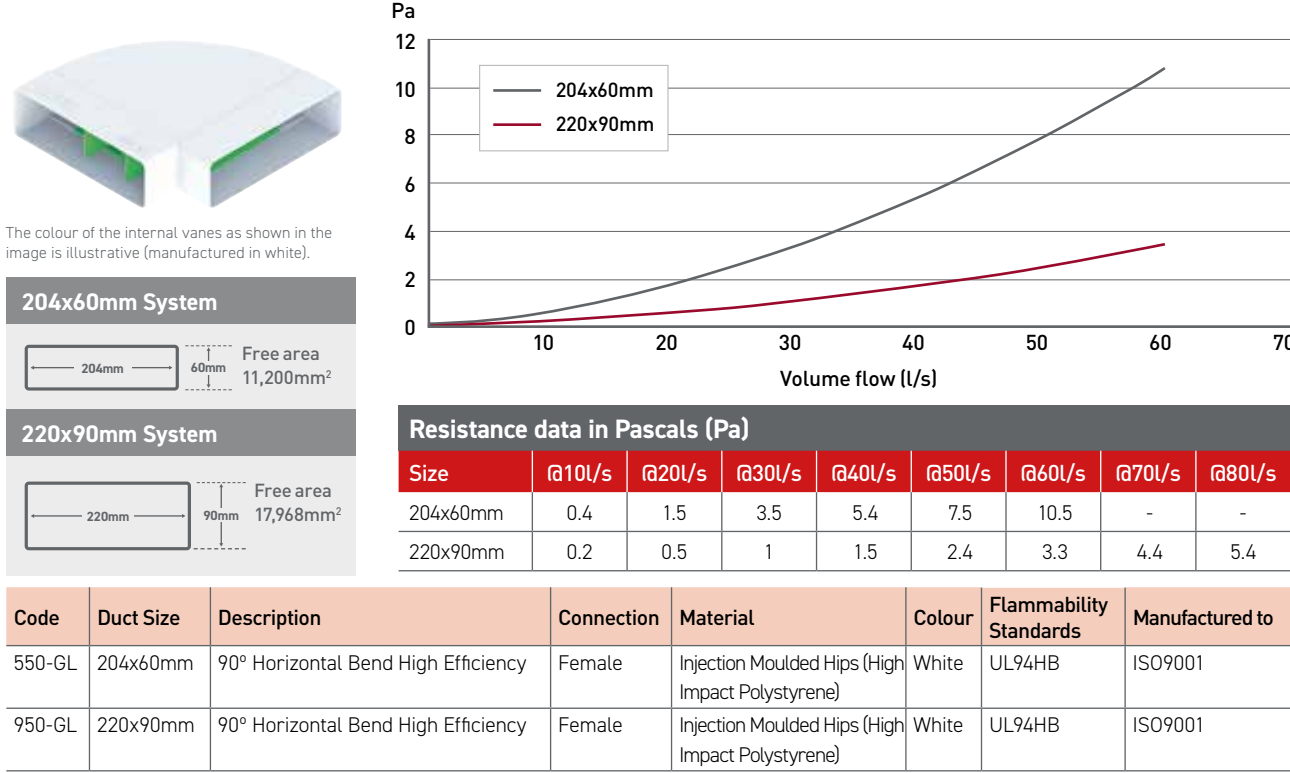 The colour of the internal vanes as shown in the
image is illustrative (manufactured in white).
204x60mm System
204mm
60mm
Free area
11,200mm²
220x90mm System
220mm
90mm
Free area
17,968mm²
Pa
12
10
8
6
4
2
0
204x60mm
220x90mm
10 20 30 40 50 60 70
Volume flow (l/s)
Resistance data in Pascals (Pa)
Size @10l/s @20l/s @30l/s @40l/s @50l/s @60l/s @70l/s @80l/s
204x60mm 0.4 1.5 3.5 5.4 7.5 10.5 - -
220x90mm 0.2 0.5 1 1.5 2.4 3.3 4.4 5.4
Code Duct Size Description Connection Material Colour Flammability Standards Manufactured to
550-GL 204x60mm 90º Horizontal Bend High Efficiency Female Injection Moulded Hips (High Impact Polystyrene) White UL94HB ISO9001
950-GL 220x90mm 90º Horizontal Bend High Efficiency Female Injection Moulded Hips (High Impact Polystyrene) White UL94HB ISO9001